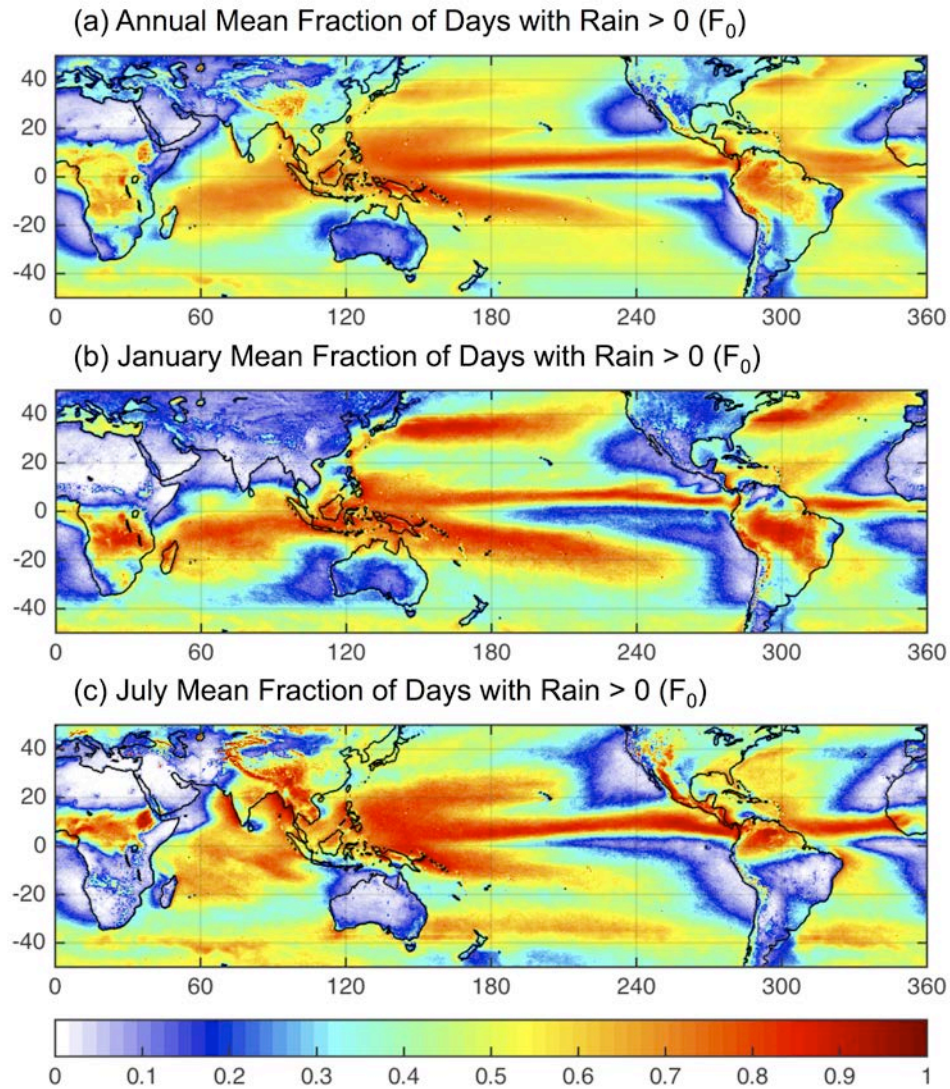 (a) Annual Mean Fraction of Days with Rain > 0 (F₀)
40
20
0
-20
-40
0 60 120 180 240 300 360
(b) January Mean Fraction of Days with Rain > 0 (F₀)
40
20
0
-20
-40
0 60 120 180 240 300 360
(c) July Mean Fraction of Days with Rain > 0 (F₀)
40
20
0
-20
-40
0 60 120 180 240 300 360
0 0.1 0.2 0.3 0.4 0.5 0.6 0.7 0.8 0.9 1